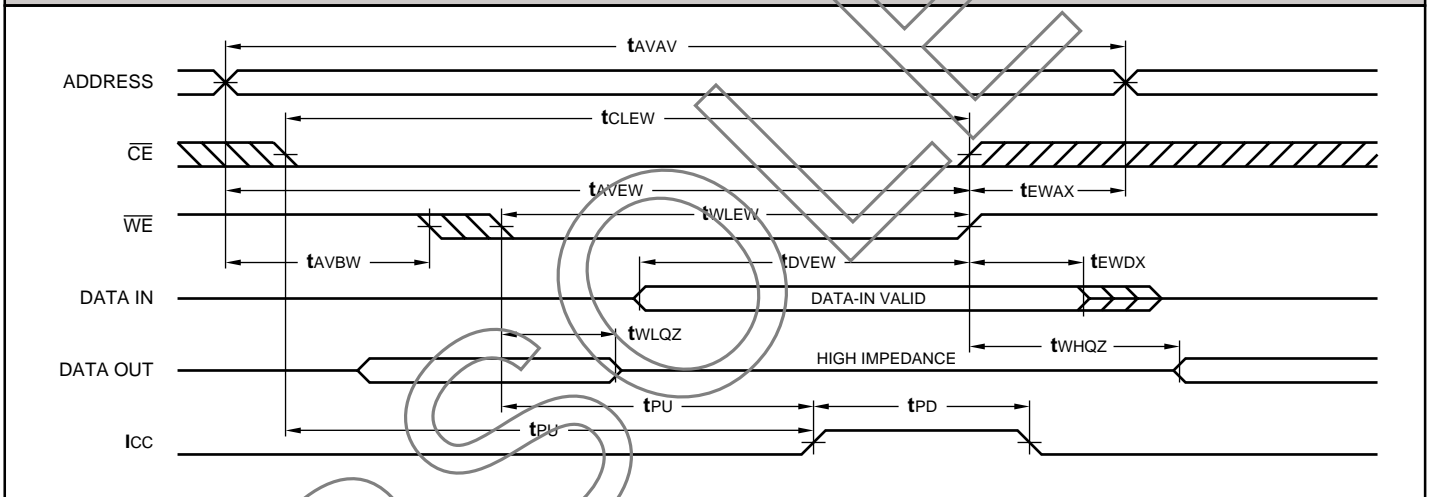 tAVAV
ADDRESS
tCLEW
CE
tAVEW
tEWAX
WE
tWLEW
tAVBW
tDVEW
tEWDX
DATA IN
DATA-IN VALID
tWLQZ
tWHQZ
DATA OUT
HIGH IMPEDANCE
tPU
tPD
tPU
ICC
SOLE